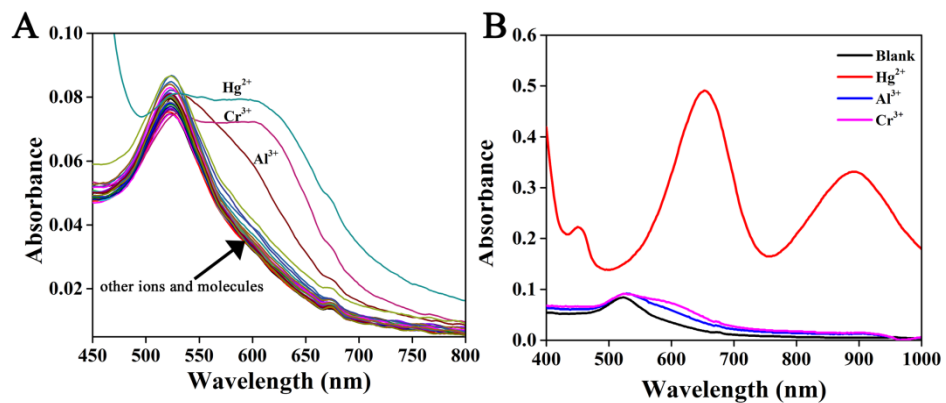 A
0.10
0.08
0.06
0.04
0.02
Absorbance
Hg²⁺
Cr³⁺
Al³⁺
other ions and molecules
450 500 550 600 650 700 750 800
Wavelength (nm)
B
0.6
0.5
0.4
0.3
0.2
0.1
0.0
Absorbance
Blank
Hg²⁺
Al³⁺
Cr³⁺
400 500 600 700 800 900 1000
Wavelength (nm)